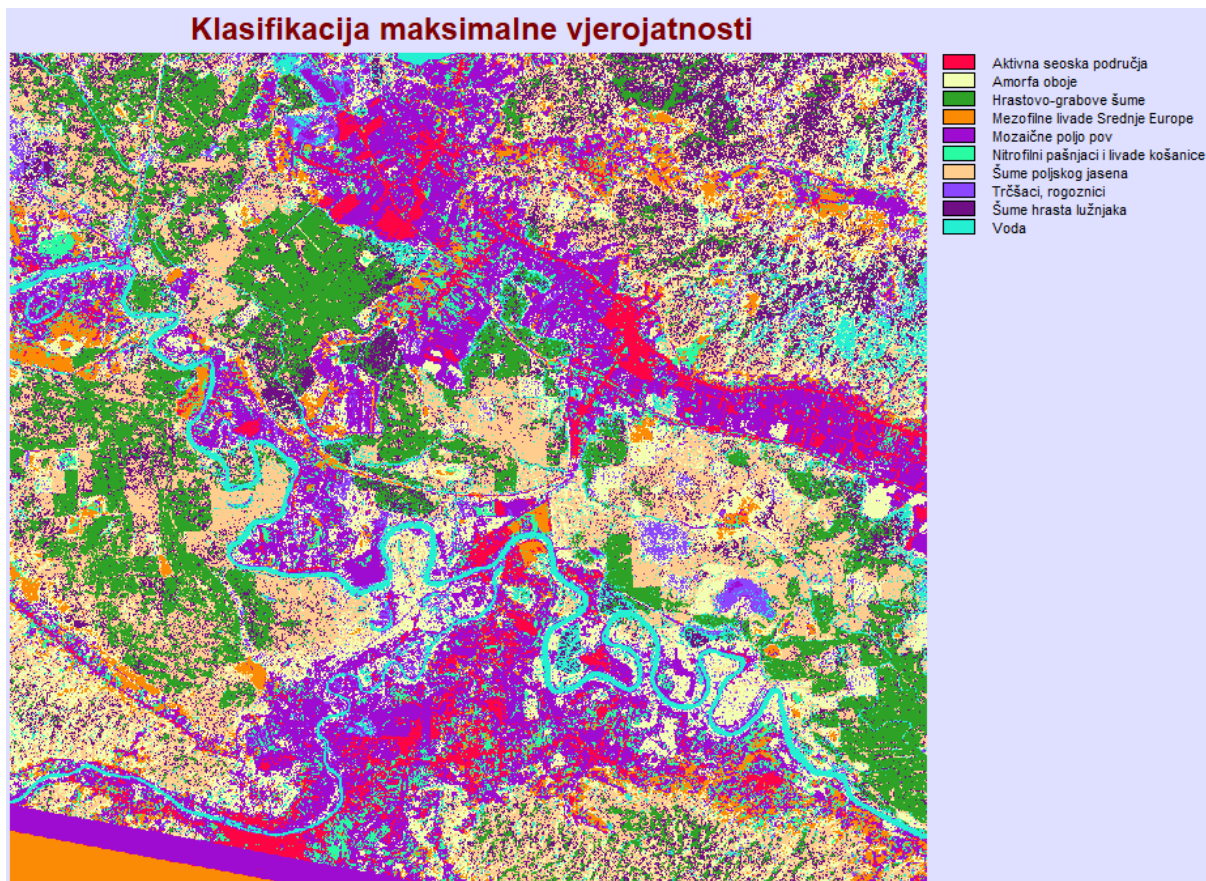 Klasifikacija maksimalne vjerojatnosti
Aktivna seoska područja
Amorfa oboje
Hrastovo-grabove šume
Mezofilne livade Srednje Europe
Mozaične poljo pov
Nitrofilni pašnjaci i livade košanice
Šume poljskog jasena
Trčšaci, rogoznici
Šume hrasta lužnjaka
Voda